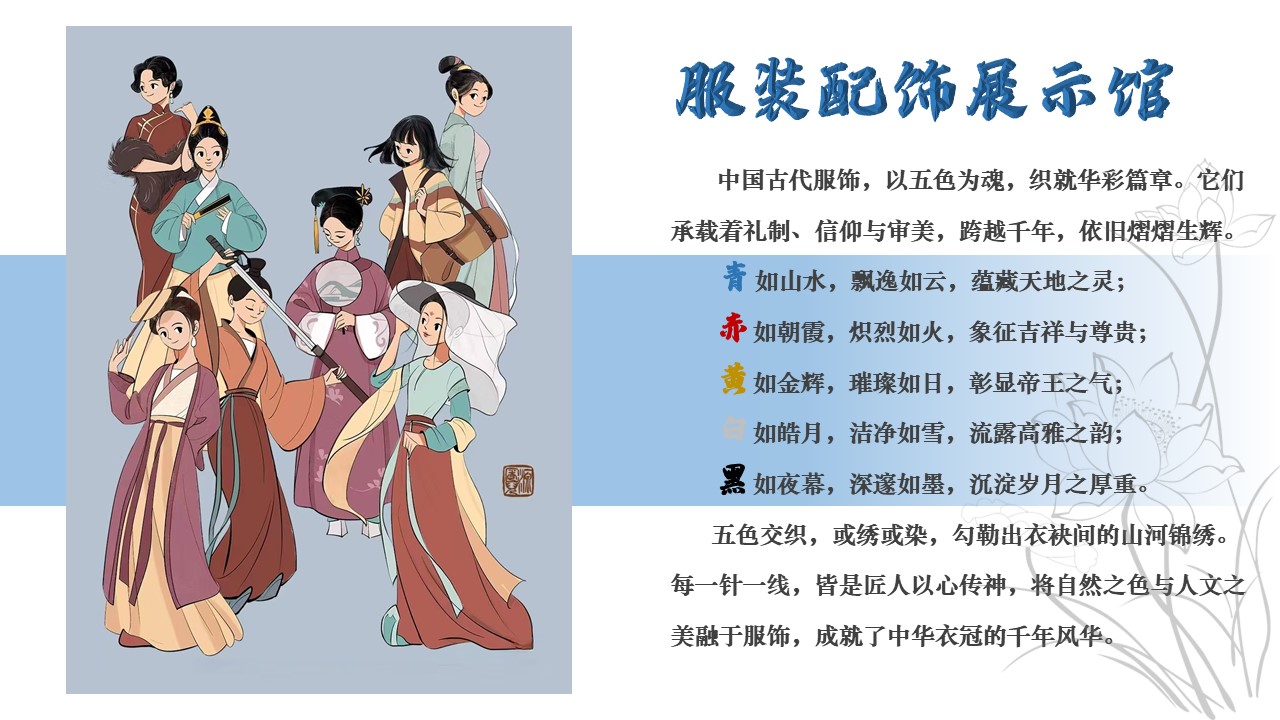 服装配饰展示馆
中国古代服饰，以五色为魂，织就华彩篇章。它们
承载着礼制、信仰与审美，跨越千年，依旧熠熠生辉。
青如山水，飘逸如云，蕴藏天地之灵；
赤如朝霞，炽烈如火，象征吉祥与尊贵；
黄如金辉，璀璨如日，彰显帝王之气；
白如皓月，洁净如雪，流露高雅之韵；
黑如夜幕，深邃如墨，沉淀岁月之厚重。
五色交织，或绣或染，勾勒出衣袂间的山河锦绣。
每一针一线，皆是匠人以心传神，将自然之色与人文之
美融于服饰，成就了中华衣冠的千年风华。